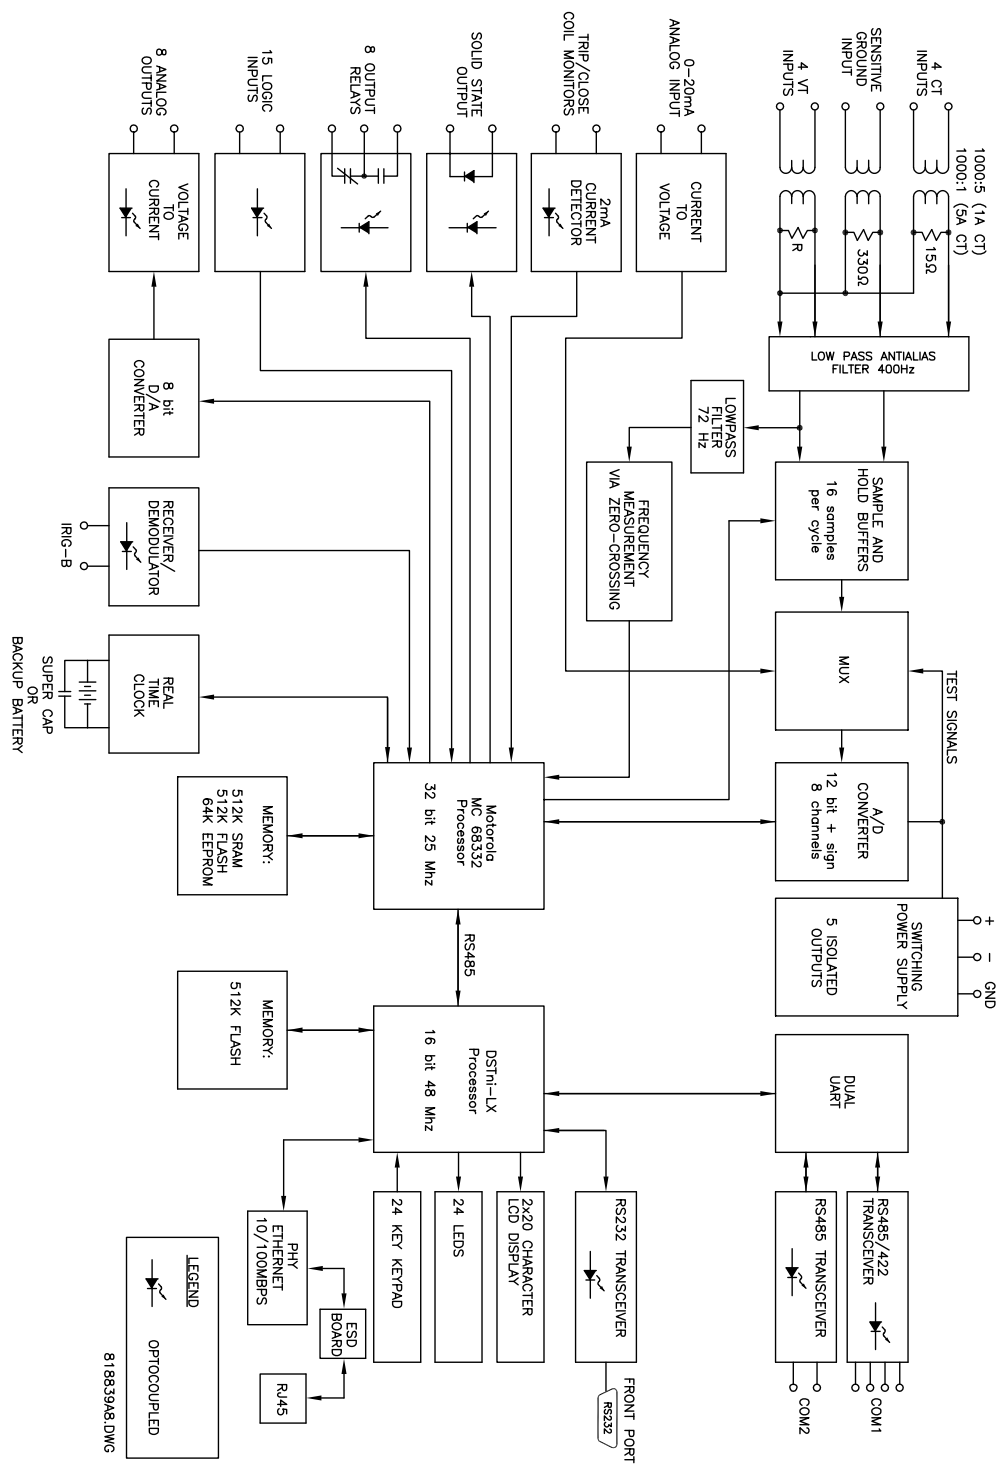 4 CT
INPUTS
1000:5 (1A CT)
1000:1 (5A CT)
SENSITIVE
GROUND
INPUT
4 VT
INPUTS
15Ω
330Ω
R
0-20mA
ANALOG INPUT
TRIP/CLOSE
COIL MONITORS
SOLID STATE
OUTPUT
8 OUTPUT
RELAYS
15 LOGIC
INPUTS
8 ANALOG
OUTPUTS
CURRENT
TO
VOLTAGE
2mA
CURRENT
DETECTOR
VOLTAGE
TO
CURRENT
LOW PASS ANTIALIAS
FILTER 400Hz
LOWPASS
FILTER
72 Hz
8 bit
D/A
CONVERTER
SAMPLE AND
HOLD BUFFERS
16 samples
per cycle
FREQUENCY
MEASUREMENT
VIA ZERO-CROSSING
RECEIVER/
DEMODULATOR
IRIG-B
MUX
TEST SIGNALS
REAL
TIME
CLOCK
SUPER CAP
OR
BACKUP BATTERY
A/D
CONVERTER
12 bit + sign
8 channels
Motorola
MC 68332
Processor
32 bit 25 Mhz
MEMORY:
512K SRAM
512K FLASH
64K EEPROM
+
-
GND
SWITCHING
POWER SUPPLY
5 ISOLATED
OUTPUTS
RS485
DSTni-LX
Processor
16 bit 48 Mhz
MEMORY:
512K FLASH
DUAL
UART
RS485/422
TRANSCEIVER
COM1
RS485 TRANSCEIVER
COM2
RS232 TRANSCEIVER
FRONT PORT
RS232
2x20 CHARACTER
LCD DISPLAY
24 LEDS
24 KEY KEYPAD
PHY
ETHERNET
10/100MBPS
ESD
BOARD
RJ45
LEGEND
OPTOCOUPLED
818839A8.DWG